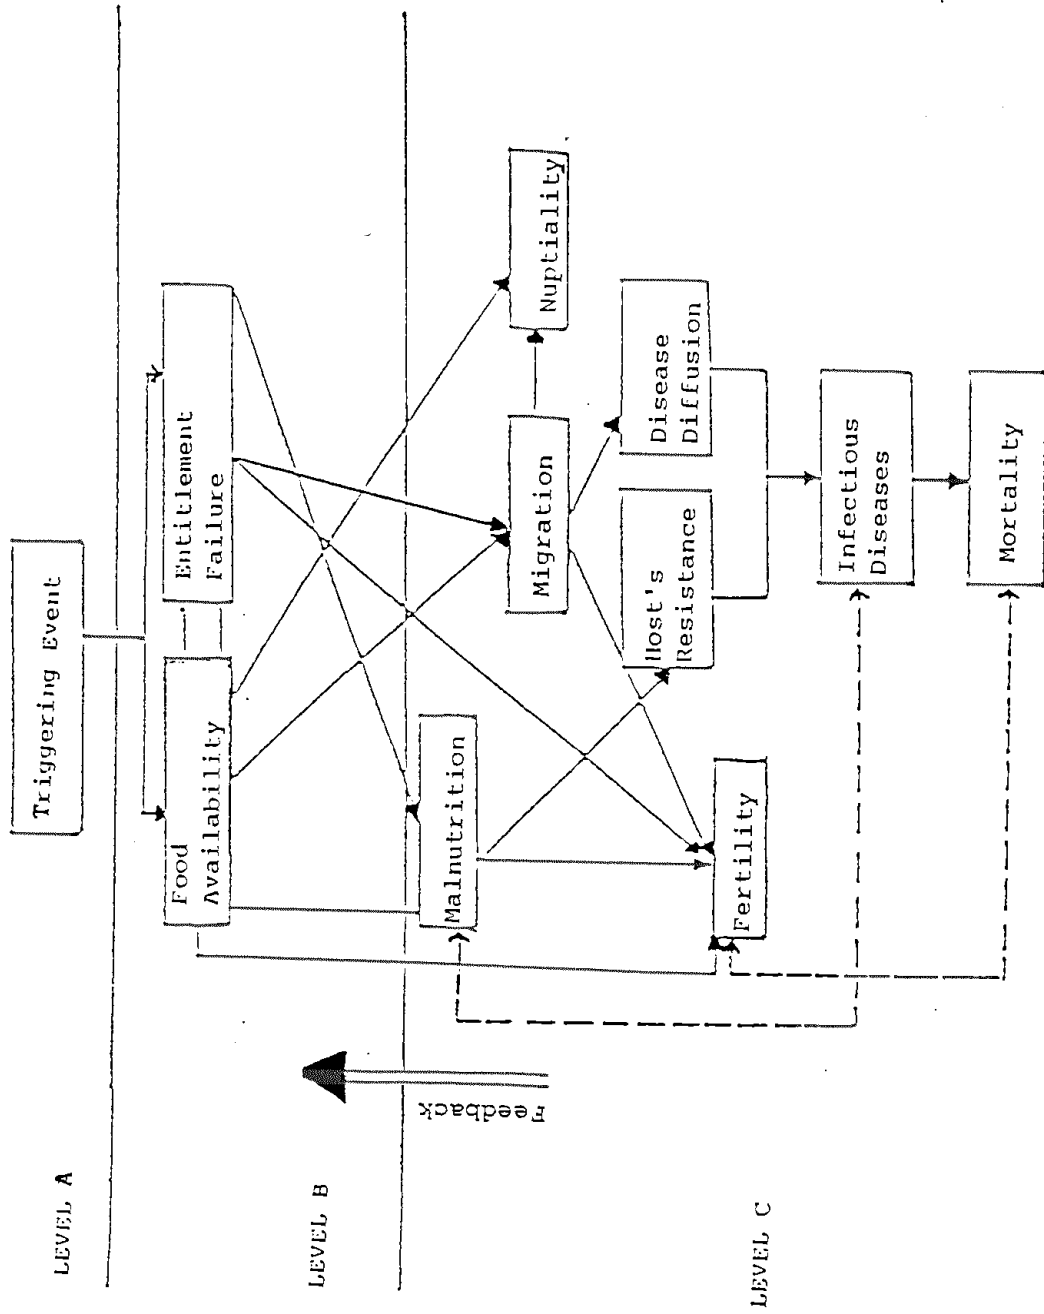 LEVEL A
Triggering Event
LEVEL B
Food
Availability
Entitlement
Failure
Feedback
LEVEL C
Malnutrition
Migration
Nuptiality
Fertility
Host's
Resistance
Disease
Diffusion
Infectious
Diseases
Mortality